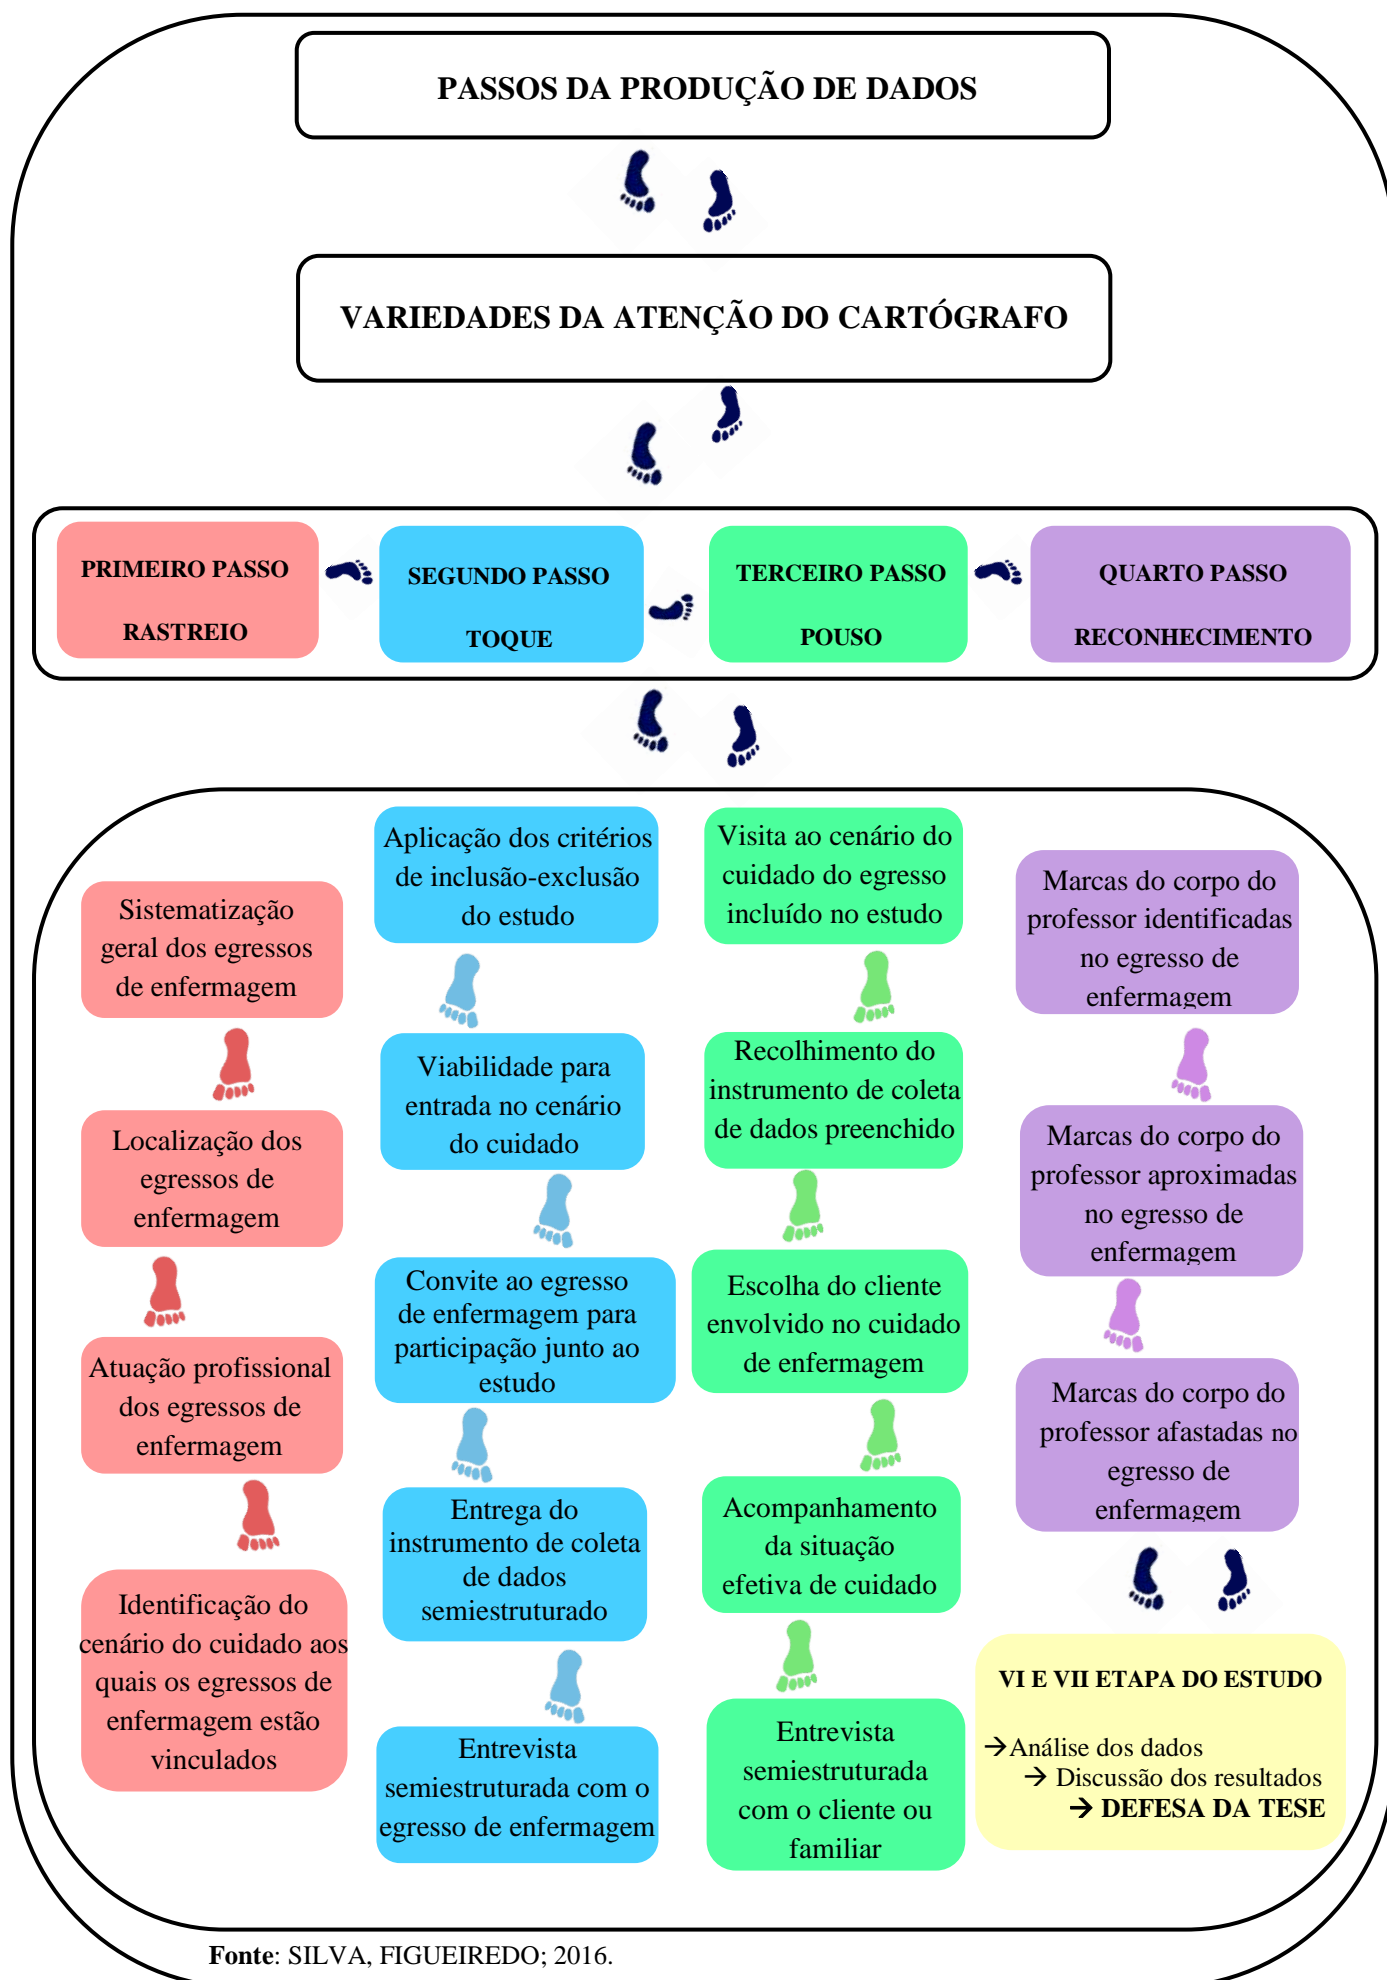 PASSOS DA PRODUÇÃO DE DADOS
VARIEDADES DA ATENÇÃO DO CARTÓGRAFO
PRIMEIRO PASSO
RASTREIO
SEGUNDO PASSO
TOQUE
TERCEIRO PASSO
POUSO
QUARTO PASSO
RECONHECIMENTO
Sistematização
geral dos egressos
de enfermagem
Localização dos
egressos de
enfermagem
Atuação profissional
dos egressos de
enfermagem
Identificação do
cenário do cuidado aos
quais os egressos de
enfermagem estão
vinculados
Aplicação dos critérios
de inclusão-exclusão
do estudo
Viabilidade para
entrada no cenário
do cuidado
Convite ao egresso
de enfermagem para
participação junto ao
estudo
Entrega do
instrumento de coleta
de dados
semiestruturado
Entrevista
semiestruturada com o
egresso de enfermagem
Visita ao cenário do
cuidado do egresso
incluído no estudo
Recolhimento do
instrumento de coleta
de dados preenchido
Escolha do cliente
envolvido no cuidado
de enfermagem
Acompanhamento
da situação
efetiva de cuidado
Entrevista
semiestruturada
com o cliente ou
familiar
Marcas do corpo do
professor identificadas
no egresso de
enfermagem
Marcas do corpo do
professor aproximadas
no egresso de
enfermagem
Marcas do corpo do
professor afastadas no
egresso de
enfermagem
VI E VII ETAPA DO ESTUDO
→Análise dos dados
→ Discussão dos resultados
→ DEFESA DA TESE
Fonte: SILVA, FIGUEIREDO; 2016.